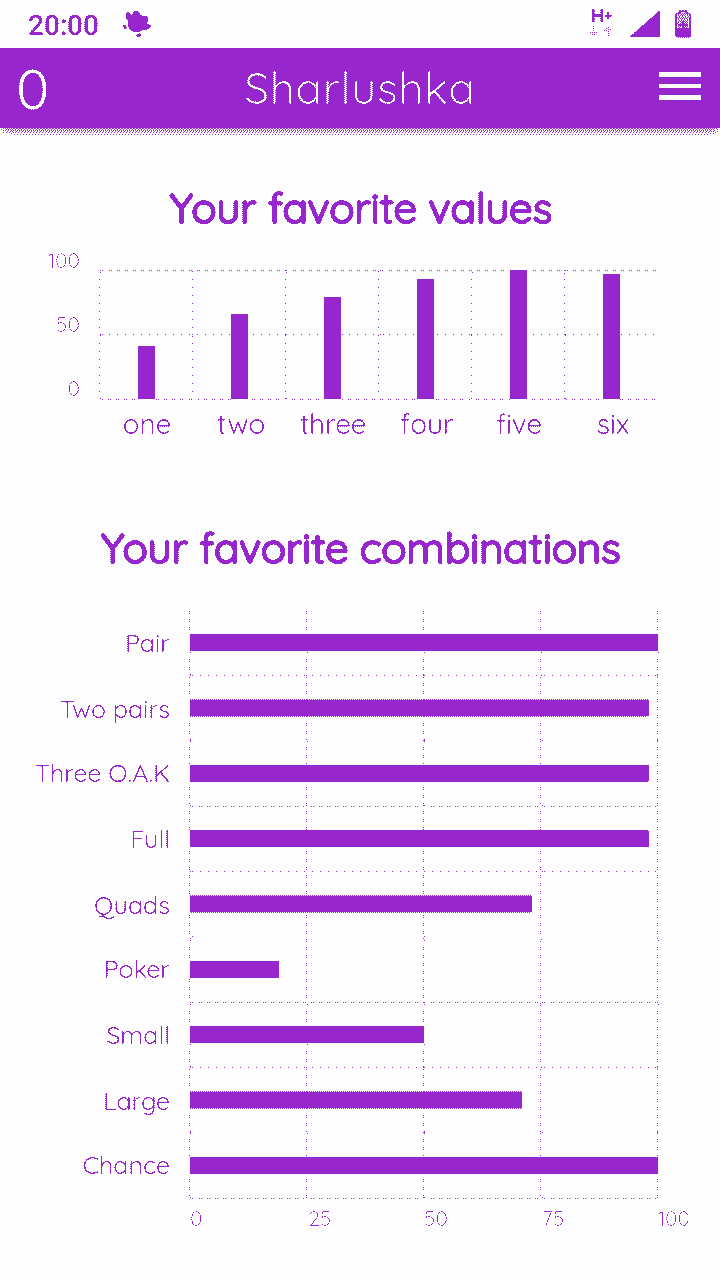 20:00 H+
0 Sharlushka
Your favorite values
100
50
0
one two three four five six
Your favorite combinations
Pair
Two pairs
Three O.A.K
Full
Quads
Poker
Small
Large
Chance
0 25 50 75 100